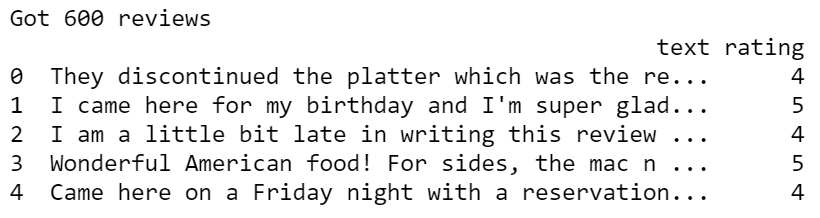 Got 600 reviews
text rating
0 They discontinued the platter which was the re... 4
1 I came here for my birthday and I'm super glad... 5
2 I am a little bit late in writing this review ... 4
3 Wonderful American food! For sides, the mac n ... 5
4 Came here on a Friday night with a reservation... 4